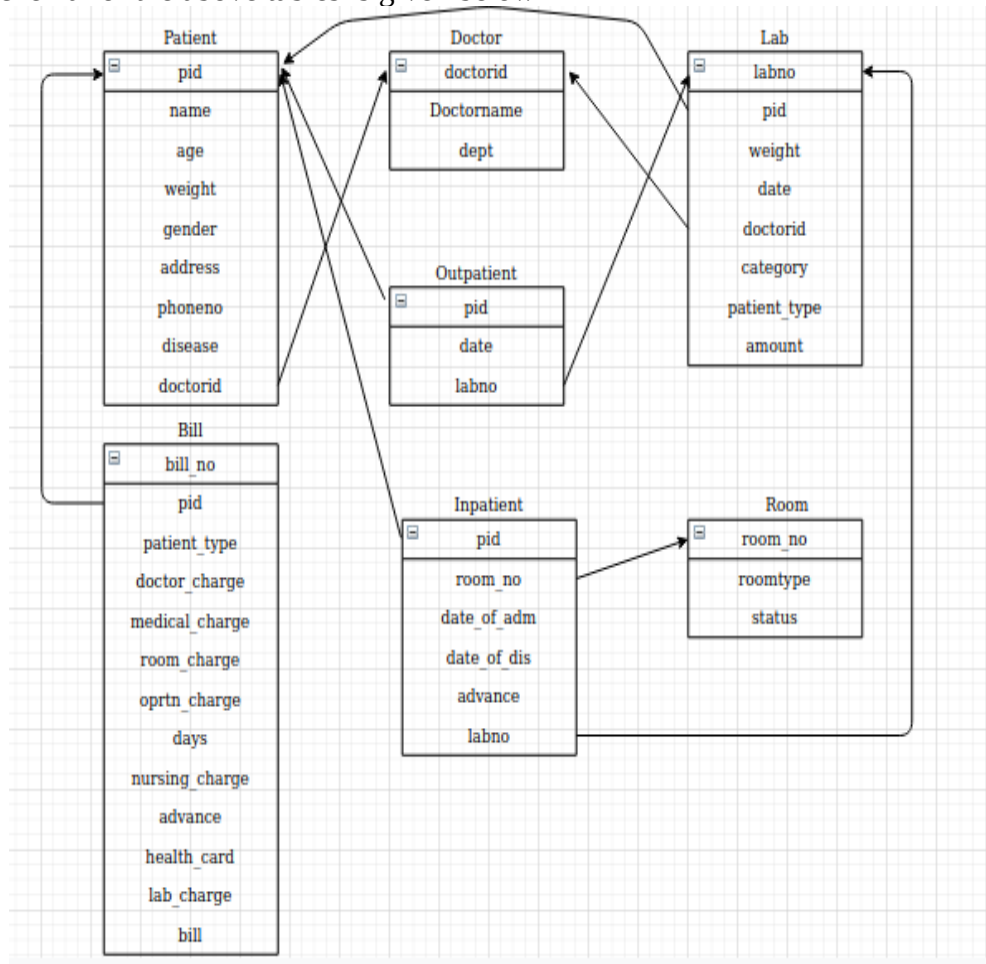 Patient
pid
name
age
weight
gender
address
phoneno
disease
doctorid
Doctor
doctorid
Doctorname
dept
Lab
labno
pid
weight
date
doctorid
category
patient_type
amount
Outpatient
pid
date
labno
Bill
bill_no
pid
patient_type
doctor_charge
medical_charge
room_charge
oprtn_charge
days
nursing_charge
advance
health_card
lab_charge
bill
Inpatient
pid
room_no
date_of_adm
date_of_dis
advance
labno
Room
room_no
roomtype
status